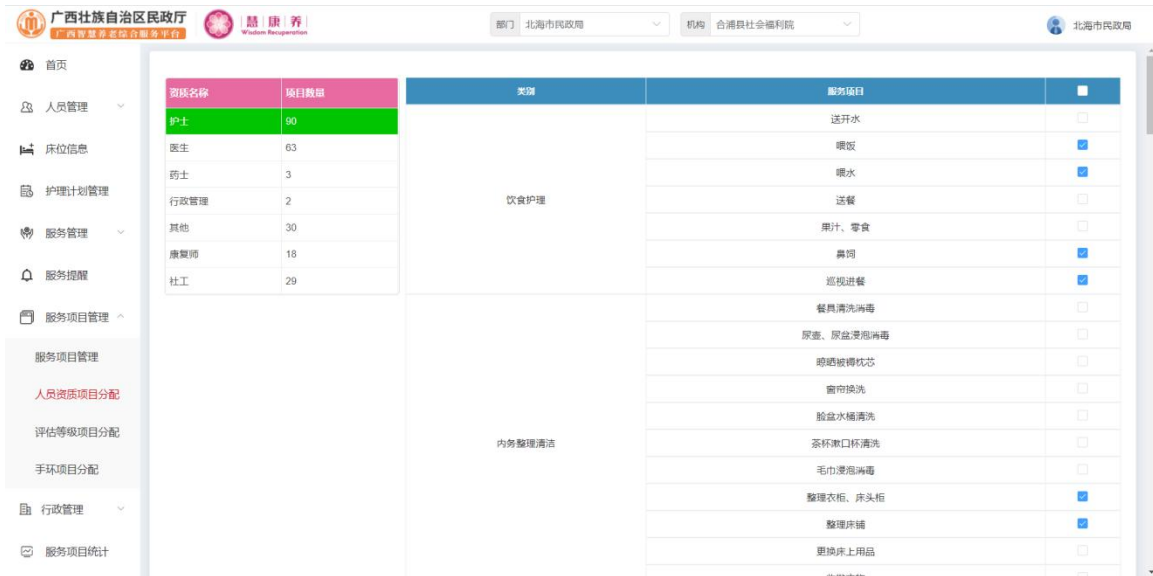 广西壮族自治区民政厅
广西智慧养老综合服务平台
慧康养
Wisdom Recuperation
部门 北海市民政局
机构 合浦县社会福利院
北海市民政局
首页
人员管理
床位信息
护理计划管理
服务管理
服务提醒
服务项目管理
服务项目管理
人员资质项目分配
评估等级项目分配
手环项目分配
行政管理
服务项目统计
资质名称 项目数量
护士 90
医生 63
药士 3
行政管理 2
其他 30
康复师 18
社工 29
类别 服务项目
饮食护理
送开水
喂饭
喂水
送餐
果汁、零食
鼻饲
巡视进餐
内务整理清洁
餐具清洗消毒
尿壶、尿盆浸泡消毒
晾晒被褥枕芯
窗帘换洗
脸盆水桶清洗
茶杯漱口杯清洗
毛巾浸泡消毒
整理衣柜、床头柜
整理床铺
更换床上用品